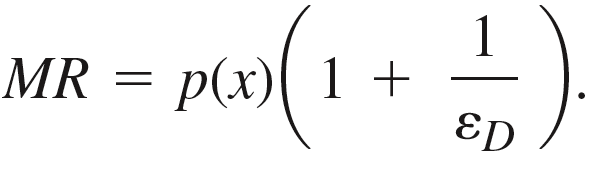 MR = p(x)(1 + 1/ε_D).